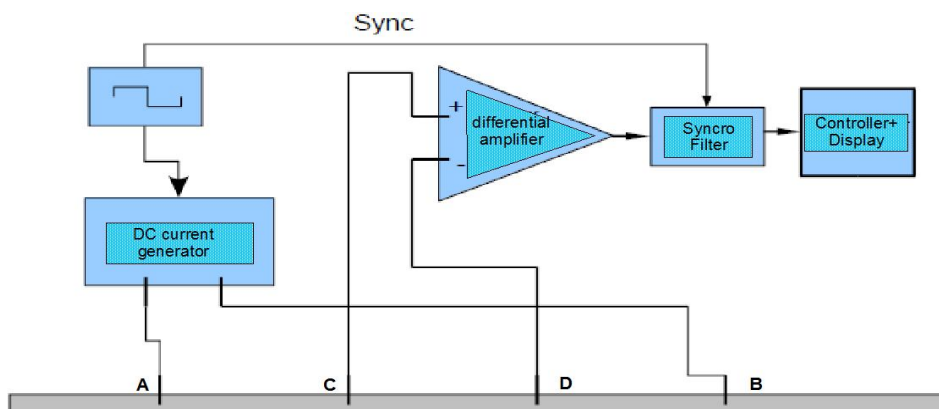 Sync
+
differential
amplifier
-
Syncro
Filter
Controller+
Display
DC current
generator
A
C
D
B